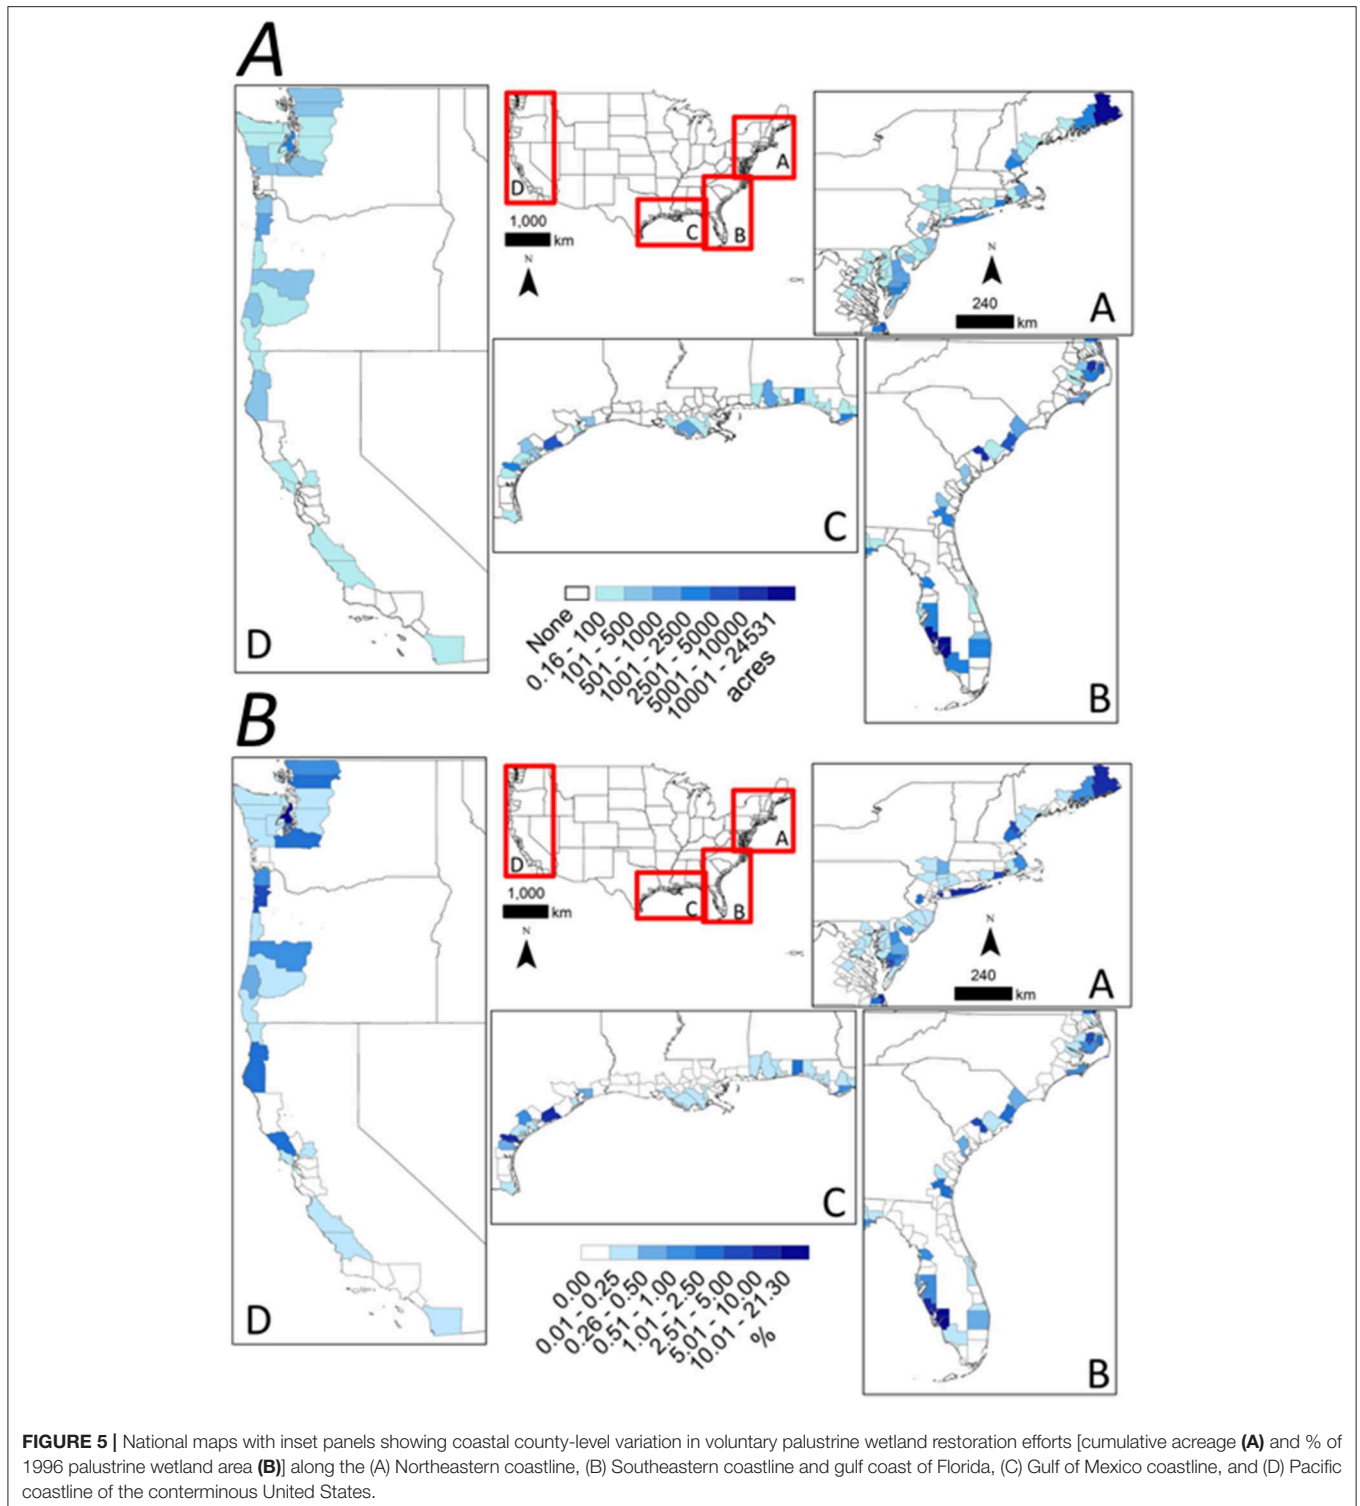 A
D
A
B
C
D
1,000
km
N
N
240
km
A
C
B
None
0.16 - 100
101 - 500
501 - 1000
1001 - 2500
2501 - 5000
5001 - 10000
10001 - 24531
acres
B
D
A
B
C
D
1,000
km
N
N
240
km
A
C
B
0.00
0.01 - 0.25
0.26 - 0.50
0.51 - 1.00
1.01 - 2.50
2.51 - 5.00
5.01 - 10.00
10.01 - 21.30
%
FIGURE 5 | National maps with inset panels showing coastal county-level variation in voluntary palustrine wetland restoration efforts [cumulative acreage (A) and % of
1996 palustrine wetland area (B)] along the (A) Northeastern coastline, (B) Southeastern coastline and gulf coast of Florida, (C) Gulf of Mexico coastline, and (D) Pacific
coastline of the conterminous United States.